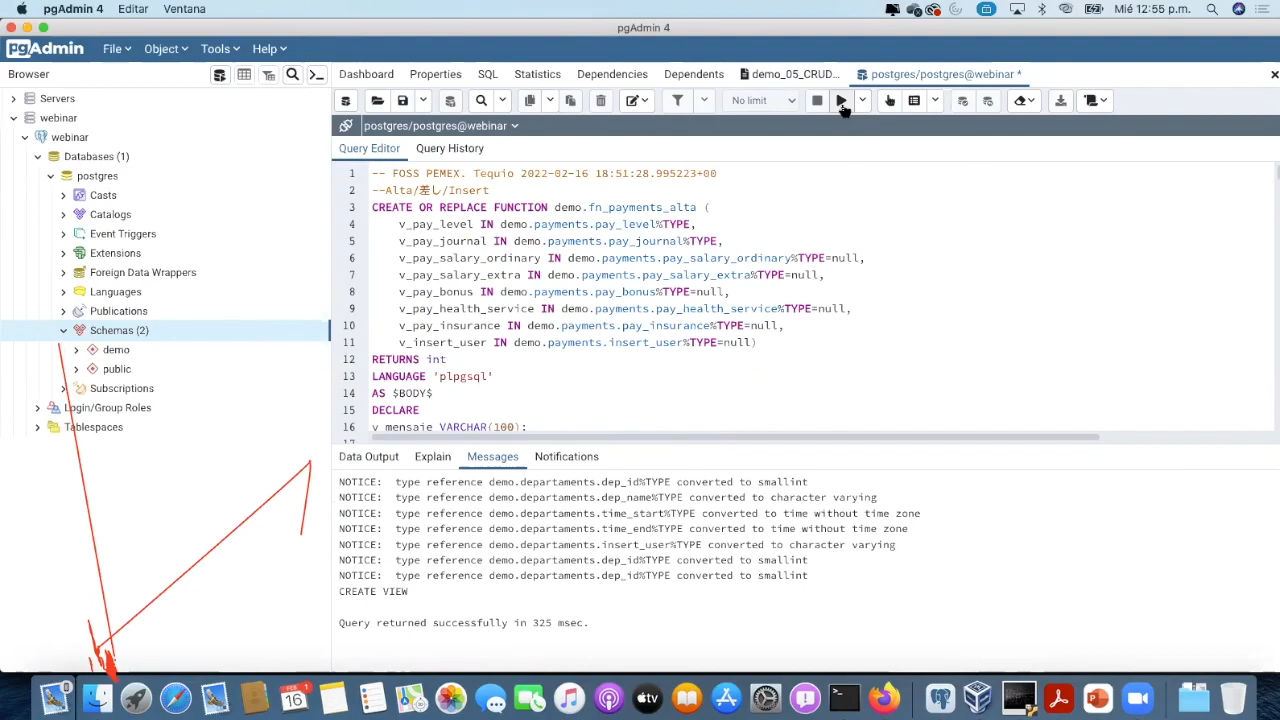 pgAdmin Editar Ventana Mié 12:55 p.m.
pgAdmin 4
pgAdmin File Object Tools Help
Browser
Dashboard Properties SQL Statistics Dependencies Dependents demo_05_CRUD... postgres/postgres@webinar *
Servers
webinar
webinar
Databases (1)
postgres
Casts
Catalogs
Event Triggers
Extensions
Foreign Data Wrappers
Languages
Publications
Schemas (2)
demo
public
Subscriptions
Login/Group Roles
Tablespaces
No limit
postgres/postgres@webinar
Query Editor Query History
1 -- FOSS PEMEX. Tequio 2022-02-16 18:51:28.995223+00
2 --Alta/差し/Insert
3 CREATE OR REPLACE FUNCTION demo.fn_payments_alta (
4 v_pay_level IN demo.payments.pay_level%TYPE,
5 v_pay_journal IN demo.payments.pay_journal%TYPE,
6 v_pay_salary_ordinary IN demo.payments.pay_salary_ordinary%TYPE=null,
7 v_pay_salary_extra IN demo.payments.pay_salary_extra%TYPE=null,
8 v_pay_bonus IN demo.payments.pay_bonus%TYPE=null,
9 v_pay_health_service IN demo.payments.pay_health_service%TYPE=null,
10 v_pay_insurance IN demo.payments.pay_insurance%TYPE=null,
11 v_insert_user IN demo.payments.insert_user%TYPE=null)
12 RETURNS int
13 LANGUAGE 'plpgsql'
14 AS $BODY$
15 DECLARE
16 v_mensaje VARCHAR(100);
17
Data Output Explain Messages Notifications
NOTICE: type reference demo.departaments.dep_id%TYPE converted to smallint
NOTICE: type reference demo.departaments.dep_name%TYPE converted to character varying
NOTICE: type reference demo.departaments.time_start%TYPE converted to time without time zone
NOTICE: type reference demo.departaments.time_end%TYPE converted to time without time zone
NOTICE: type reference demo.departaments.insert_user%TYPE converted to character varying
NOTICE: type reference demo.departaments.dep_id%TYPE converted to smallint
NOTICE: type reference demo.departaments.dep_id%TYPE converted to smallint
CREATE VIEW
Query returned successfully in 325 msec.
FEB 1
16
tv